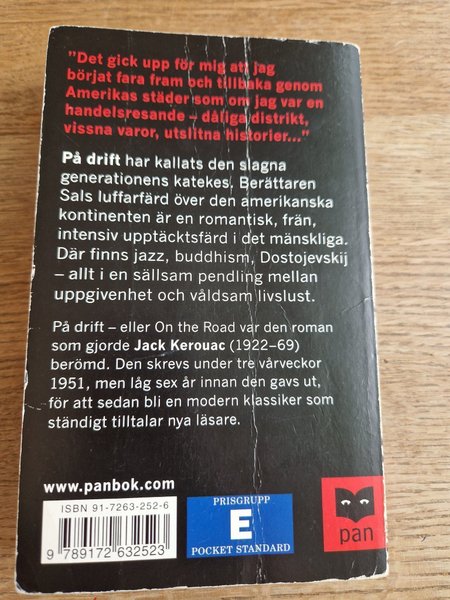 ”Det gick upp för mig att jag
börjat fara fram och tillbaka genom
Amerikas städer som om jag var en
handelsresande – dåliga distrikt,
vissna varor, utslitna historier...”
På drift har kallats den slagna
generationens katekes. Berättaren
Sals luffarfärd över den amerikanska
kontinenten är en romantisk, från,
intensiv upptäcktsfärd i det mänskliga.
Där finns jazz, buddhism, Dostojevskij
– allt i en sällsam pendling mellan
uppgivenhet och våldsam livslust.
På drift – eller On the Road var den roman
som gjorde Jack Kerouac (1922–69)
berömd. Den skrevs under tre vårveckor
1951, men låg sex år innan den gavs ut,
för att sedan bli en modern klassiker som
ständigt tilltalar nya läsare.
www.panbok.com
ISBN 91-7263-252-6
9 789172 632523
PRISGRUPP
E
POCKET STANDARD
pan